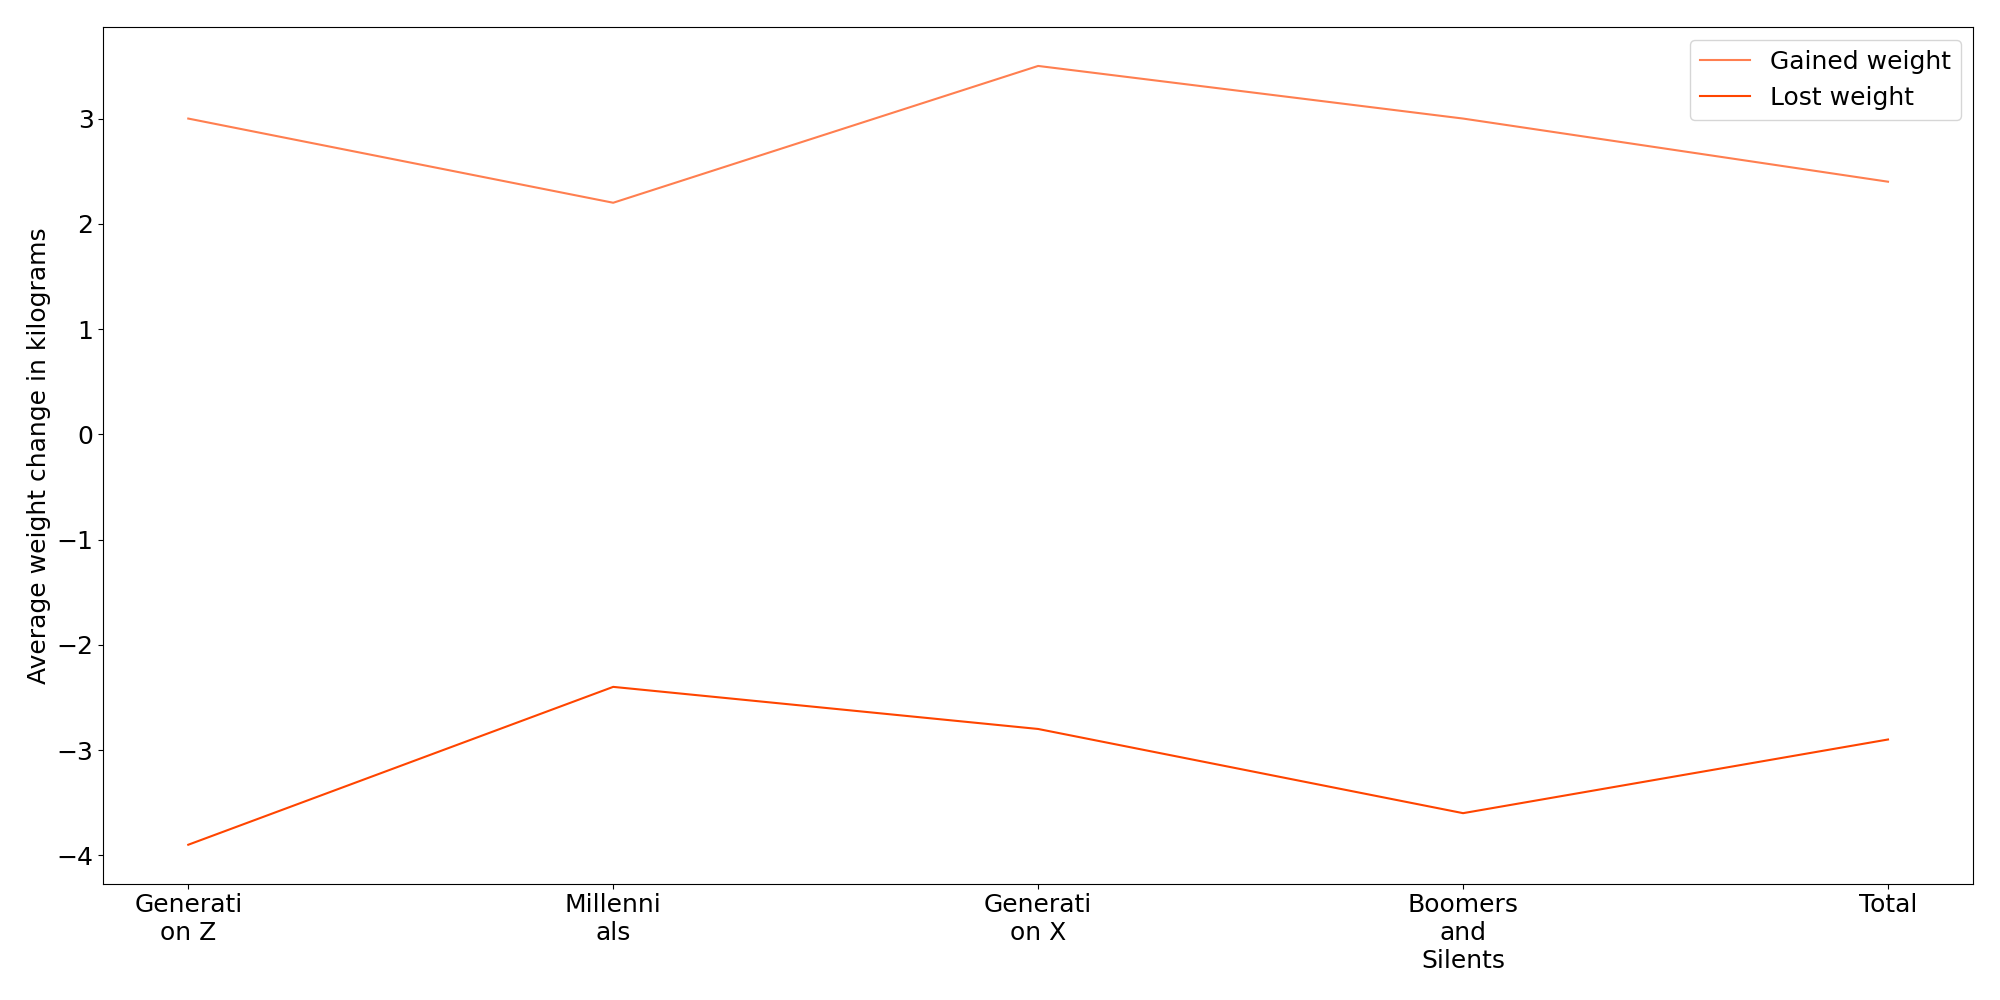 Gained weight
Lost weight
Average weight change in kilograms
3
2
1
0
−1
−2
−3
−4
Generati
on Z
Millenni
als
Generati
on X
Boomers
and
Silents
Total